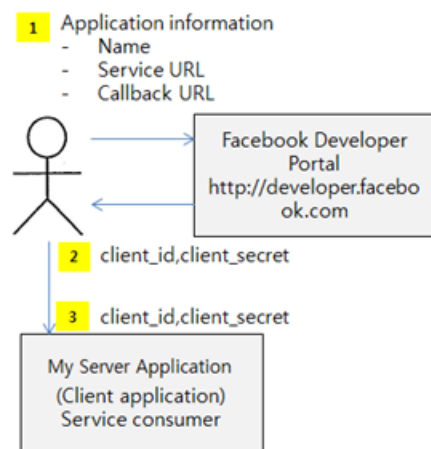 1 Application information
- Name
- Service URL
- Callback URL
Facebook Developer
Portal
http://developer.facebo
ok.com
2 client_id,client_secret
3 client_id,client_secret
My Server Application
(Client application)
Service consumer